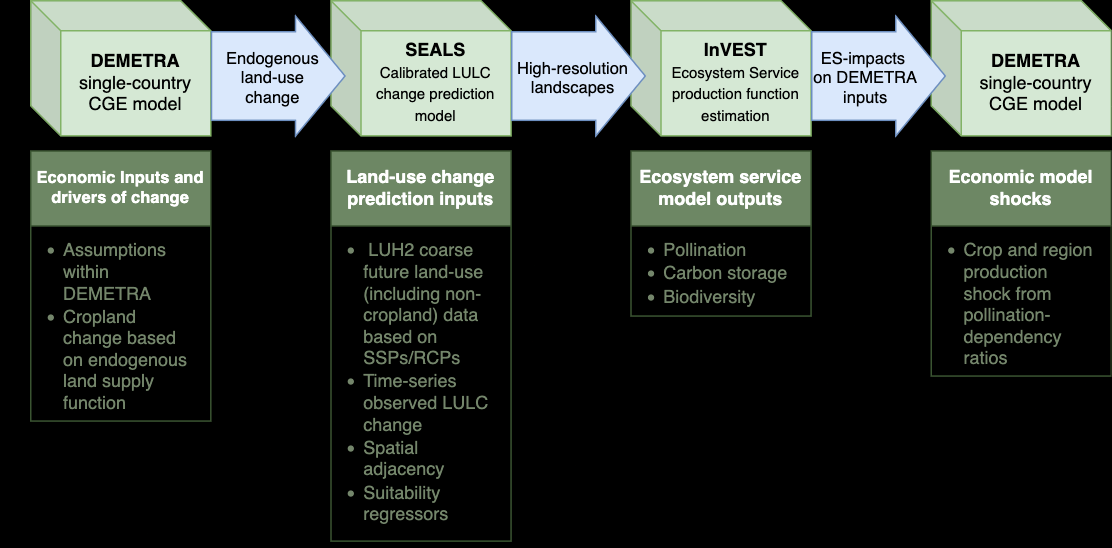 DEMETRA
single-country
CGE model
Endogenous
land-use
change
SEALS
Calibrated LULC
change prediction
model
High-resolution
landscapes
InVEST
Ecosystem Service
production function
estimation
ES-impacts
on DEMETRA
inputs
DEMETRA
single-country
CGE model
Economic Inputs and
drivers of change
• Assumptions
within
DEMETRA
• Cropland
change based
on endogenous
land supply
function
Land-use change
prediction inputs
• LUH2 coarse
future land-use
(including non-
cropland) data
based on
SSPs/RCPs
• Time-series
observed LULC
change
• Spatial
adjacency
• Suitability
regressors
Ecosystem service
model outputs
• Pollination
• Carbon storage
• Biodiversity
Economic model
shocks
• Crop and region
production
shock from
pollination-
dependency
ratios